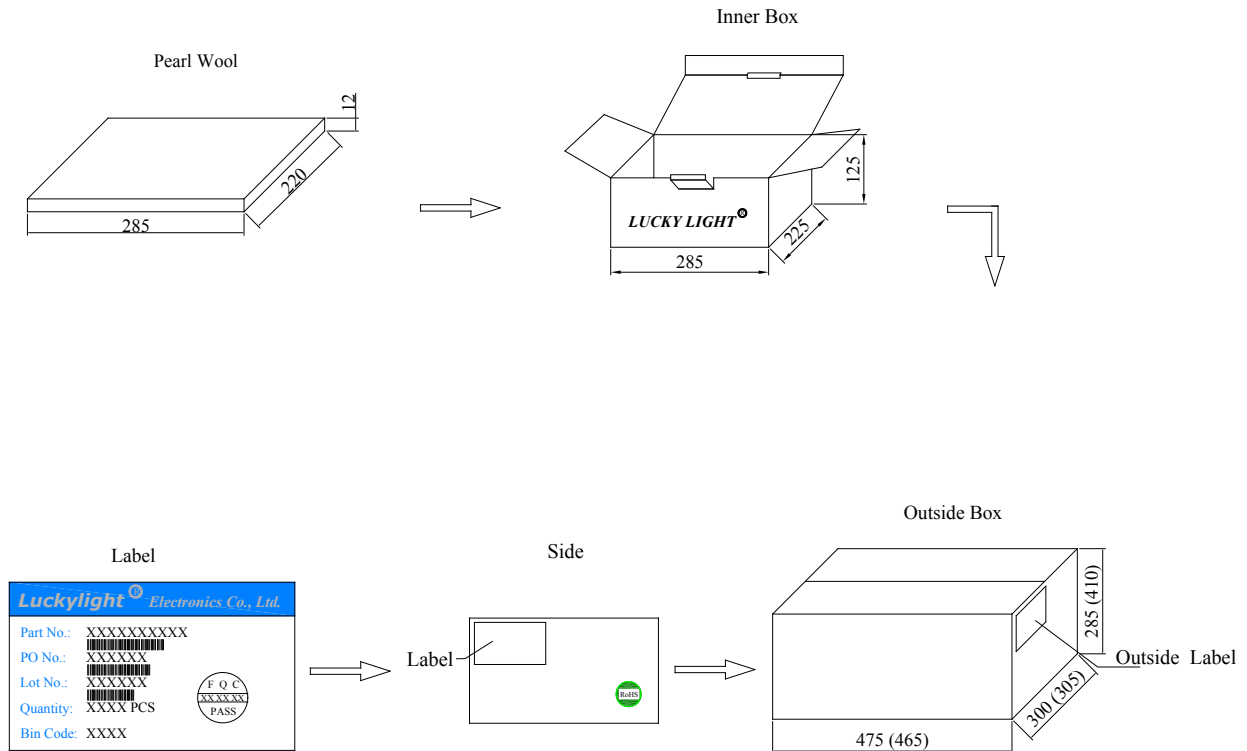 Inner Box
Pearl Wool
12
220
285
LUCKY LIGHT®
125
225
285
Outside Box
Label
Side
Luckylight® Electronics Co., Ltd.
Part No.: XXXXXXXXXX
PO No.: XXXXXX
Lot No.: XXXXXX
Quantity: XXXX PCS
Bin Code: XXXX
F Q C
XXXXXX
PASS
Label
RoHS
285 (410)
Outside Label
300 (305)
475 (465)